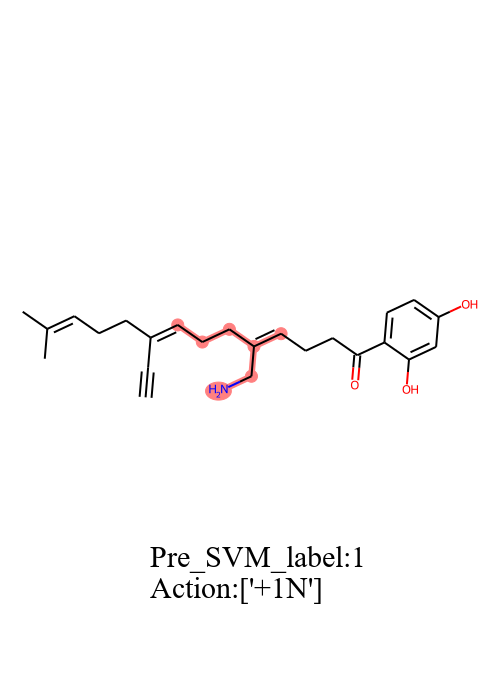 OH
H₂N
O
OH
Pre_SVM_label:1
Action:['+1N']